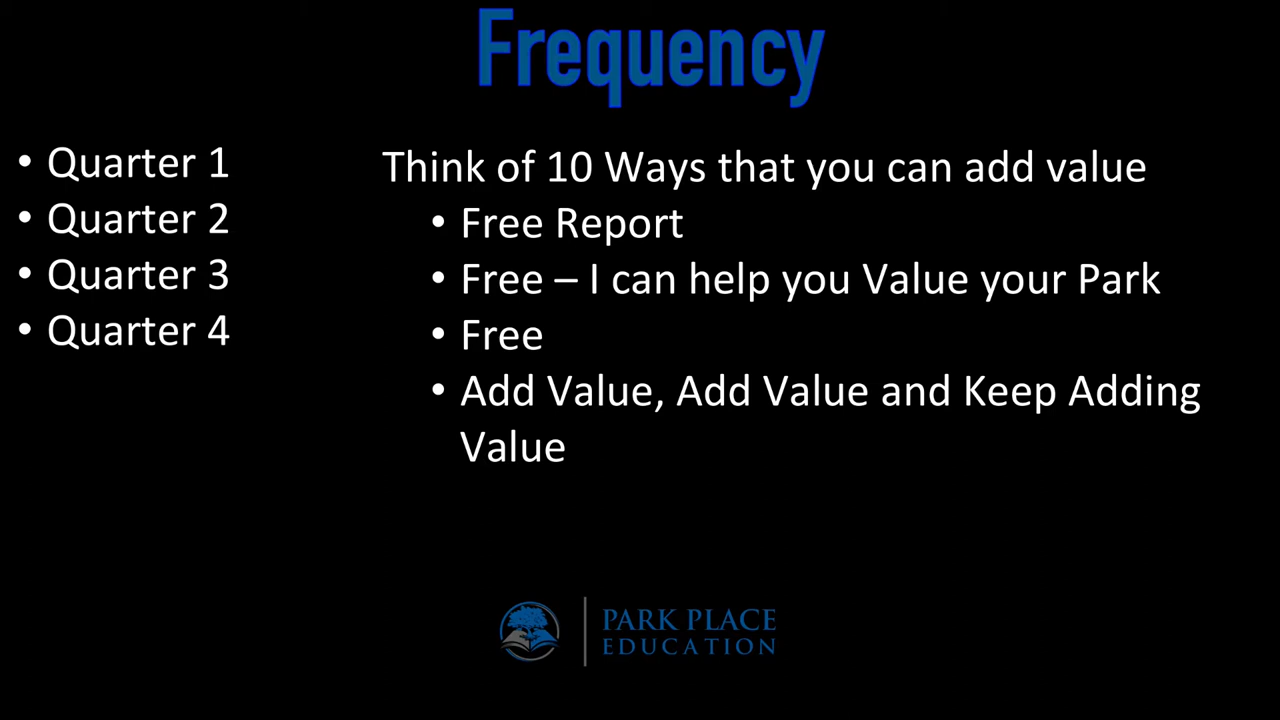 Frequency
• Quarter 1
• Quarter 2
• Quarter 3
• Quarter 4
Think of 10 Ways that you can add value
• Free Report
• Free – I can help you Value your Park
• Free
• Add Value, Add Value and Keep Adding
Value
PARK PLACE
EDUCATION